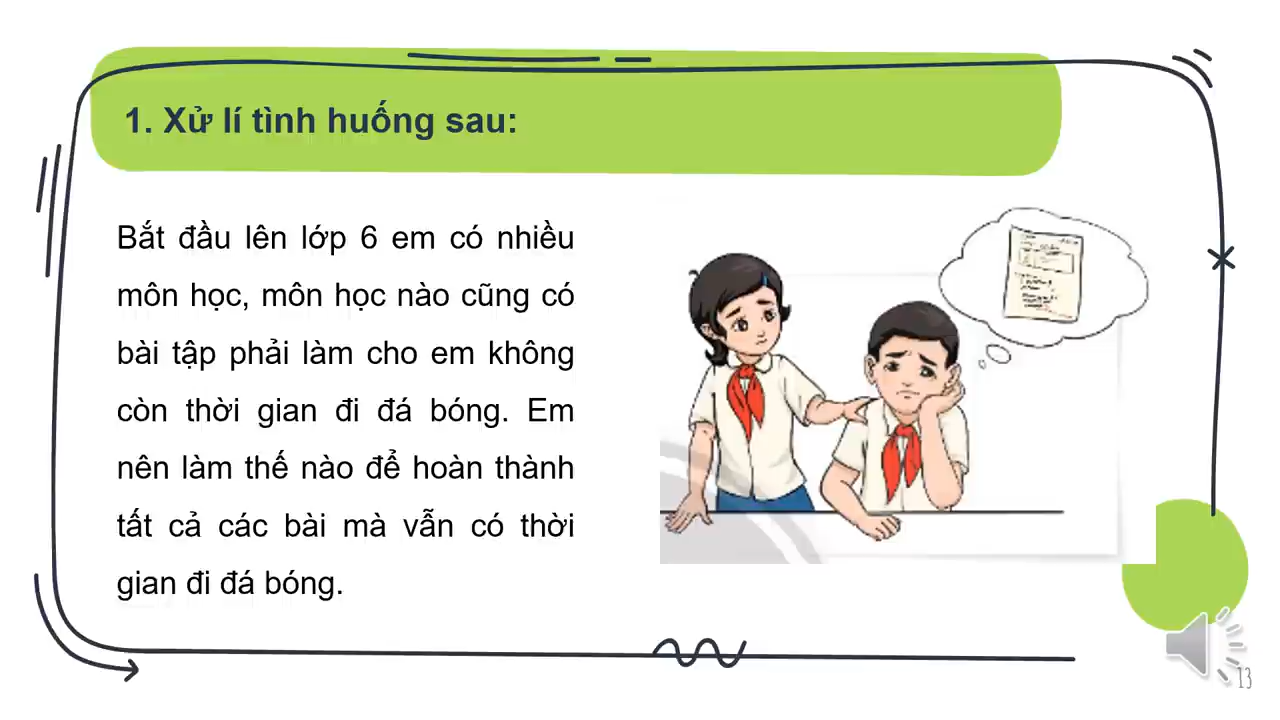 1. Xử lí tình huống sau:
Bắt đầu lên lớp 6 em có nhiều
môn học, môn học nào cũng có
bài tập phải làm cho em không
còn thời gian đi đá bóng. Em
nên làm thế nào để hoàn thành
tất cả các bài mà vẫn có thời
gian đi đá bóng.
13